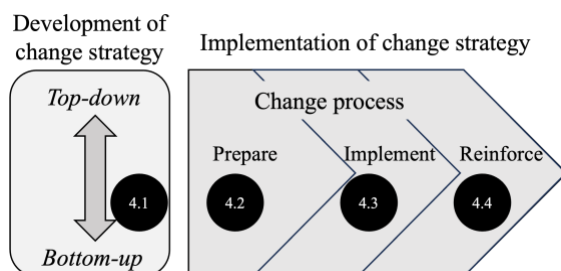 Development of
change strategy
Implementation of change strategy
Top-down
Bottom-up
4.1
Change process
Prepare
Implement
Reinforce
4.2
4.3
4.4